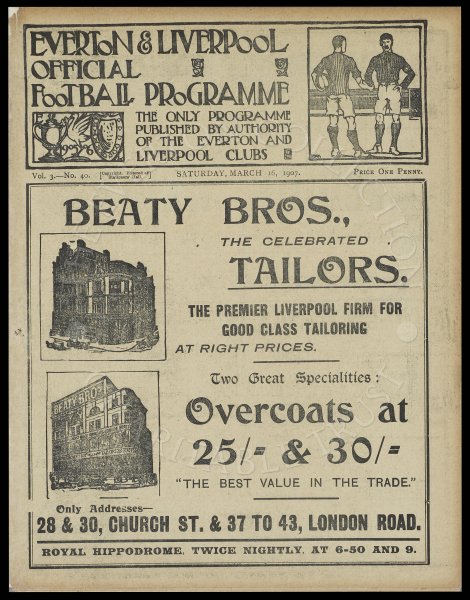 EVERTON & LIVERPOOL
OFFICIAL
FOOTBALL PROGRAMME
THE ONLY PROGRAMME
PUBLISHED BY AUTHORITY
OF THE EVERTON AND
LIVERPOOL CLUBS
Vol. 3.—No. 40.
SATURDAY, MARCH 16, 1907.
PRICE ONE PENNY.
BEATY BROS.,
THE CELEBRATED
TAILORS.
THE PREMIER LIVERPOOL FIRM FOR
GOOD CLASS TAILORING
AT RIGHT PRICES.
BEATY BROS
Two Great Specialities:
Overcoats at
25/- & 30/-
"THE BEST VALUE IN THE TRADE."
Only Addresses—
28 & 30, CHURCH ST. & 37 TO 43, LONDON ROAD.
ROYAL HIPPODROME, TWICE NIGHTLY, AT 6-50 AND 9.